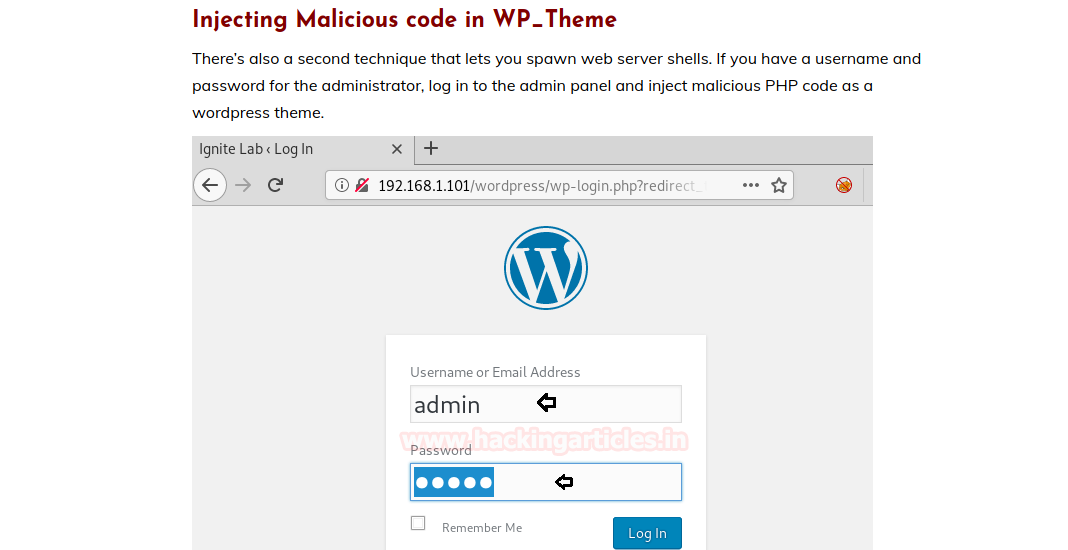 Injecting Malicious code in WP_Theme
There's also a second technique that lets you spawn web server shells. If you have a username and
password for the administrator, log in to the admin panel and inject malicious PHP code as a
wordpress theme.
Ignite Lab ‹ Log In
192.168.1.101/wordpress/wp-login.php?redirect_
Username or Email Address
admin
www.hackingarticles.in
Password
Remember Me
Log In